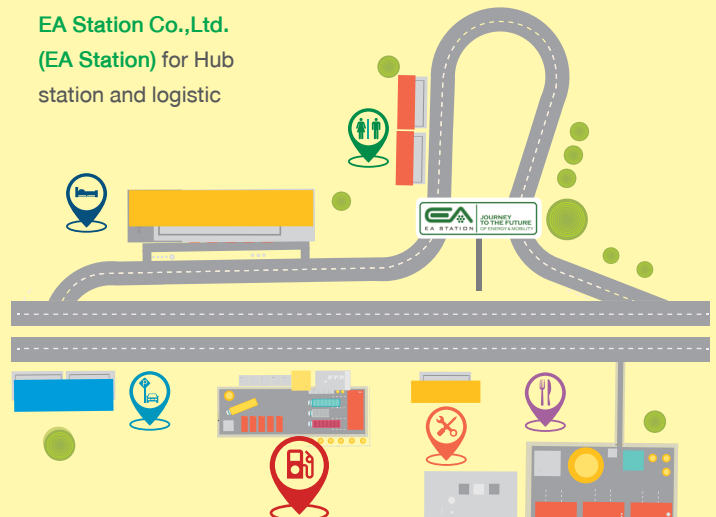 EA Station Co.,Ltd.
(EA Station) for Hub
station and logistic
EA
EA STATION
JOURNEY
TO THE FUTURE
OF ENERGY & MOBILITY
P